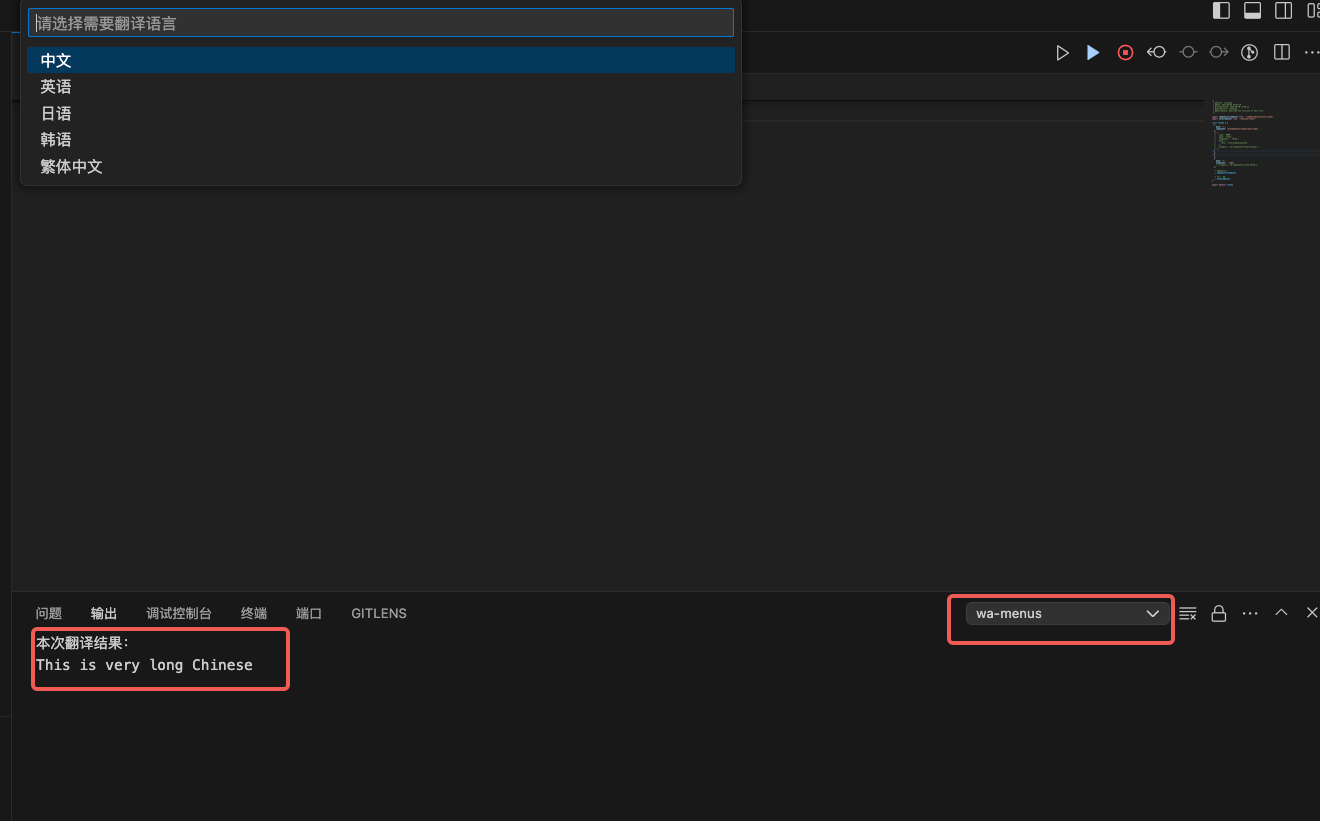 请选择需要翻译语言
中文
英语
日语
韩语
繁体中文
问题 输出 调试控制台 终端 端口 GITLENS
wa-menus
本次翻译结果：
This is very long Chinese